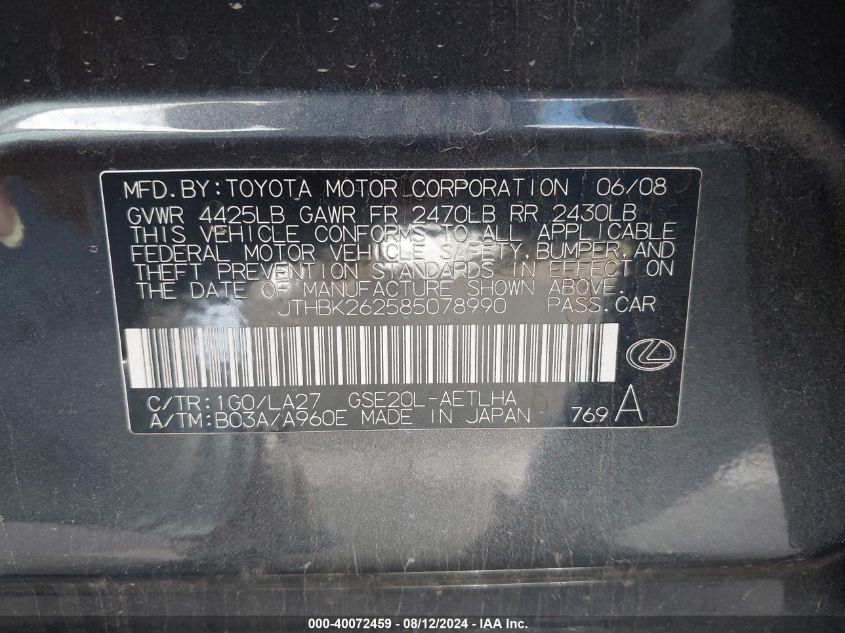 MFD.BY:TOYOTA MOTOR CORPORATION 06/08
GVWR 4425LB GAWR FR 2470LB RR 2430LB
THIS VEHICLE CONFORMS TO ALL APPLICABLE
FEDERAL MOTOR VEHICLE SAFETY,BUMPER,AND
THEFT PREVENTION STANDARDS IN EFFECT ON
THE DATE OF MANUFACTURE SHOWN ABOVE.
JTHBK262585078990 PASS.CAR
C/TR:1G0/LA27 GSE20L-AETLHA
A/TM:B03A/A960E MADE IN JAPAN 769 A
000-40072459 - 08/12/2024 - IAA Inc.